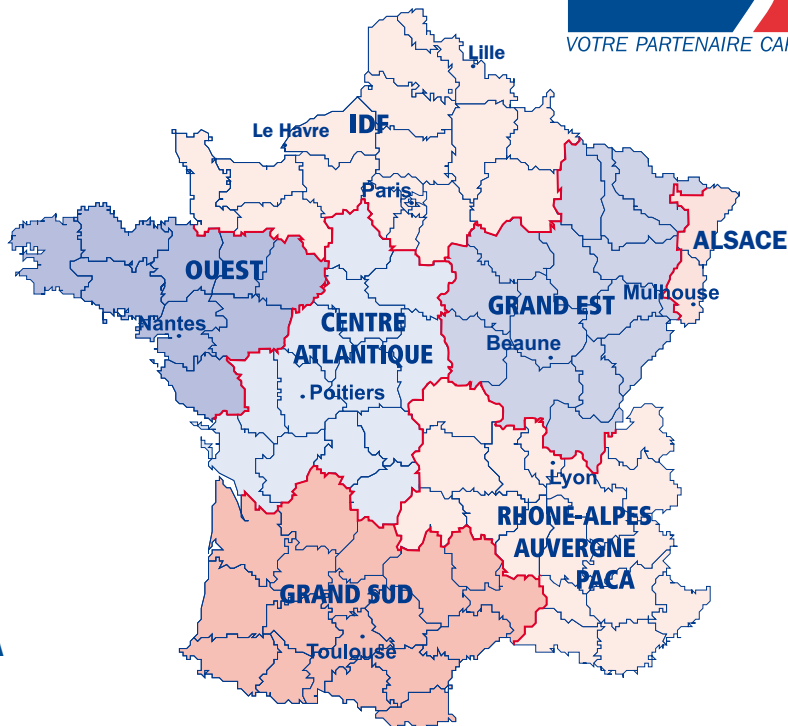 VOTRE PARTENAIRE CA
Lille
Le Havre
IDF
Paris
ALSACE
OUEST
Mulhouse
GRAND EST
Nantes
CENTRE
ATLANTIQUE
Beaune
Poitiers
Lyon
RHONE-ALPES
AUVERGNE
PACA
GRAND SUD
Toulouse
A